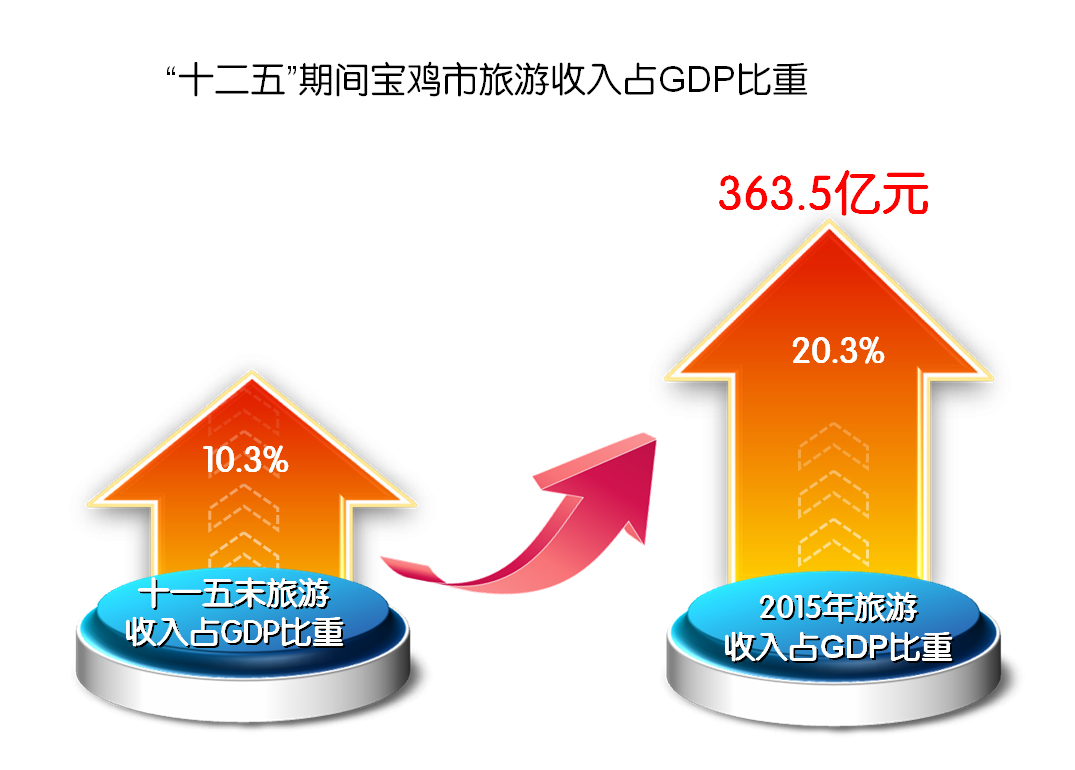 “十二五”期间宝鸡市旅游收入占GDP比重
363.5亿元
20.3%
10.3%
十一五末旅游
收入占GDP比重
2015年旅游
收入占GDP比重